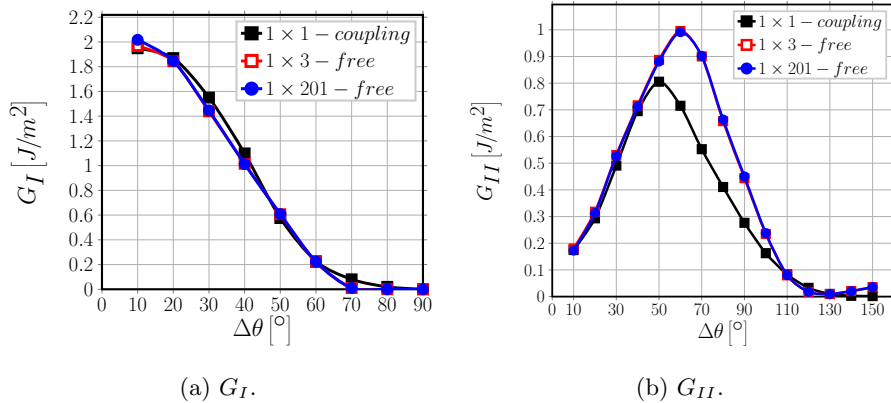 G_I [J/m²]
2.2
2
1.8
1.6
1.4
1.2
1
0.8
0.6
0.4
0.2
0
1 × 1 − coupling
1 × 3 − free
1 × 201 − free
0 10 20 30 40 50 60 70 80 90
Δθ [°]
(a) G_I.
G_II [J/m²]
1
0.9
0.8
0.7
0.6
0.5
0.4
0.3
0.2
0.1
0
1 × 1 − coupling
1 × 3 − free
1 × 201 − free
0 10 30 50 70 90 110 130 150
Δθ [°]
(b) G_II.